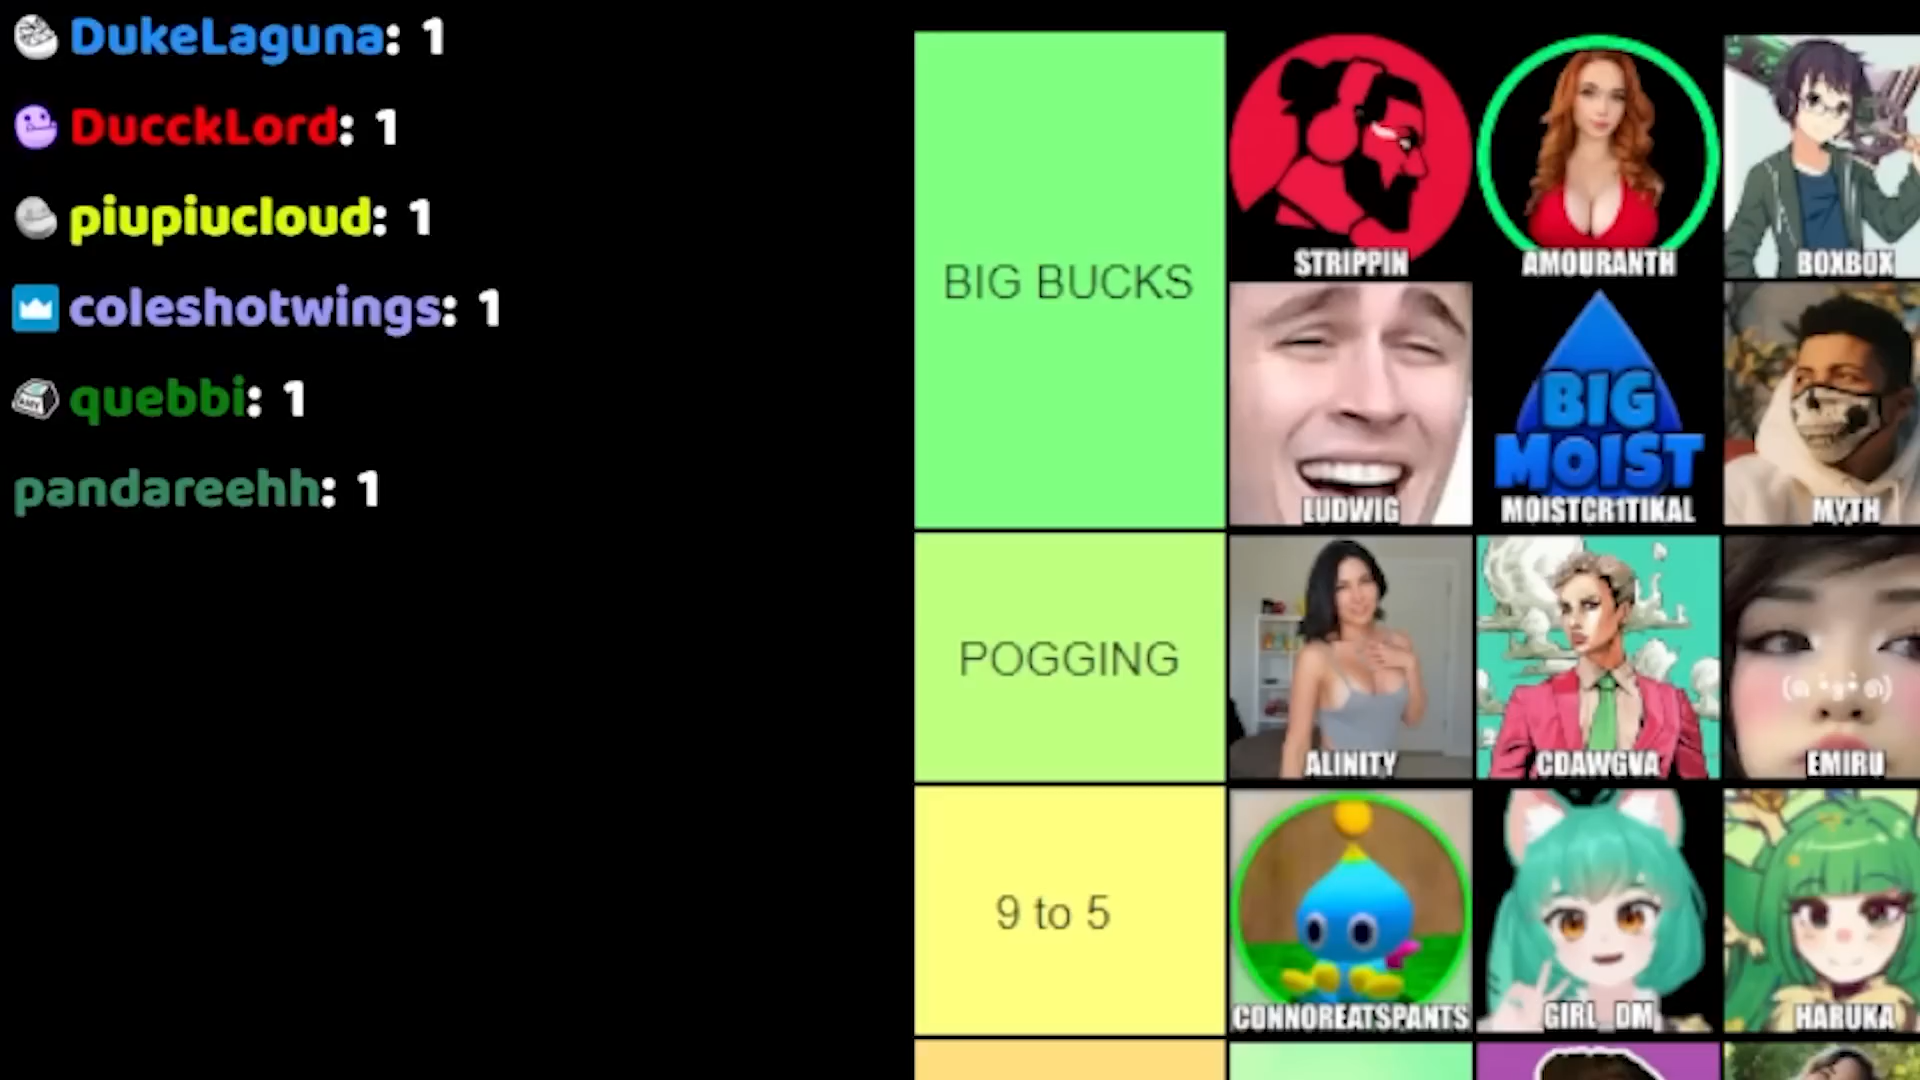 DukeLaguna: 1
DucckLord: 1
piupiucloud: 1
coleshotwings: 1
quebbi: 1
pandareehh: 1
BIG BUCKS
STRIPPIN
AMOURANTH
BOXBOX
LUDWIG
BIG
MOIST
MOISTCR1TIKAL
MYTH
POGGING
ALINITY
CDAWGVA
EMIRU
9 to 5
CONNOREATSPANTS
GIRL_DM
HARUKA